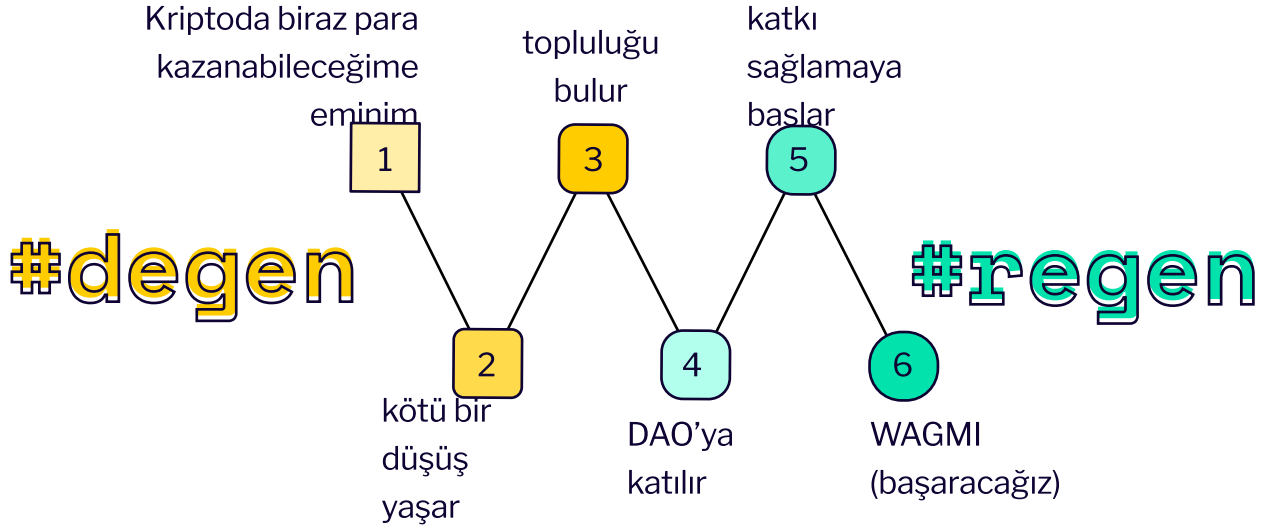 Kriptoda biraz para
kazanabileceğime
eminim
1
#degen
2
kötü bir
düşüş
yaşar
topluluğu
bulur
3
4
DAO’ya
katılır
katkı
sağlamaya
başlar
5
6
WAGMI
(başaracağız)
#regen